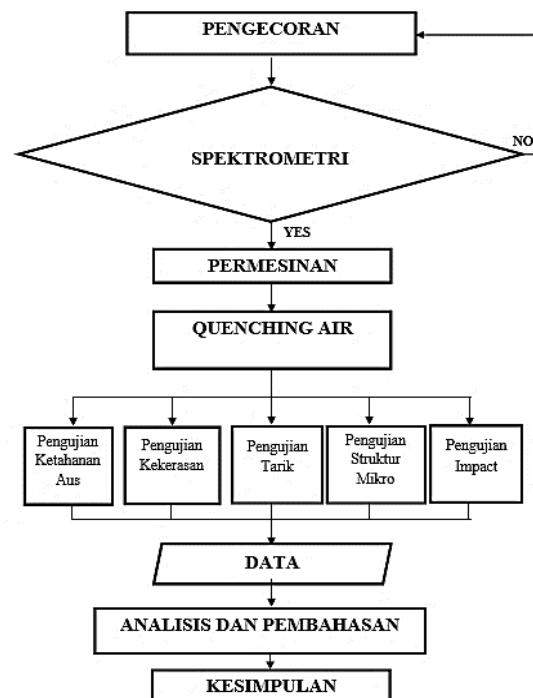 PENGECORAN
SPEKTROMETRI
NO
YES
PERMESINAN
QUENCHING AIR
Pengujian
Ketahanan
Aus
Pengujian
Kekerasan
Pengujian
Tarik
Pengujian
Struktur
Mikro
Pengujian
Impact
DATA
ANALISIS DAN PEMBAHASAN
KESIMPULAN